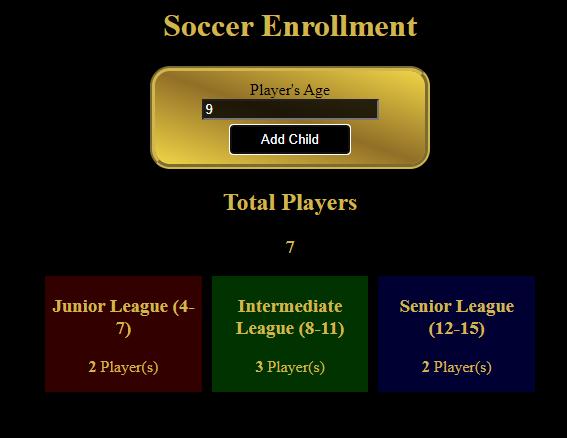 Soccer Enrollment
Player's Age
9
Add Child
Total Players
7
Junior League (4-
7)
2 Player(s)
Intermediate
League (8-11)
3 Player(s)
Senior League
(12-15)
2 Player(s)